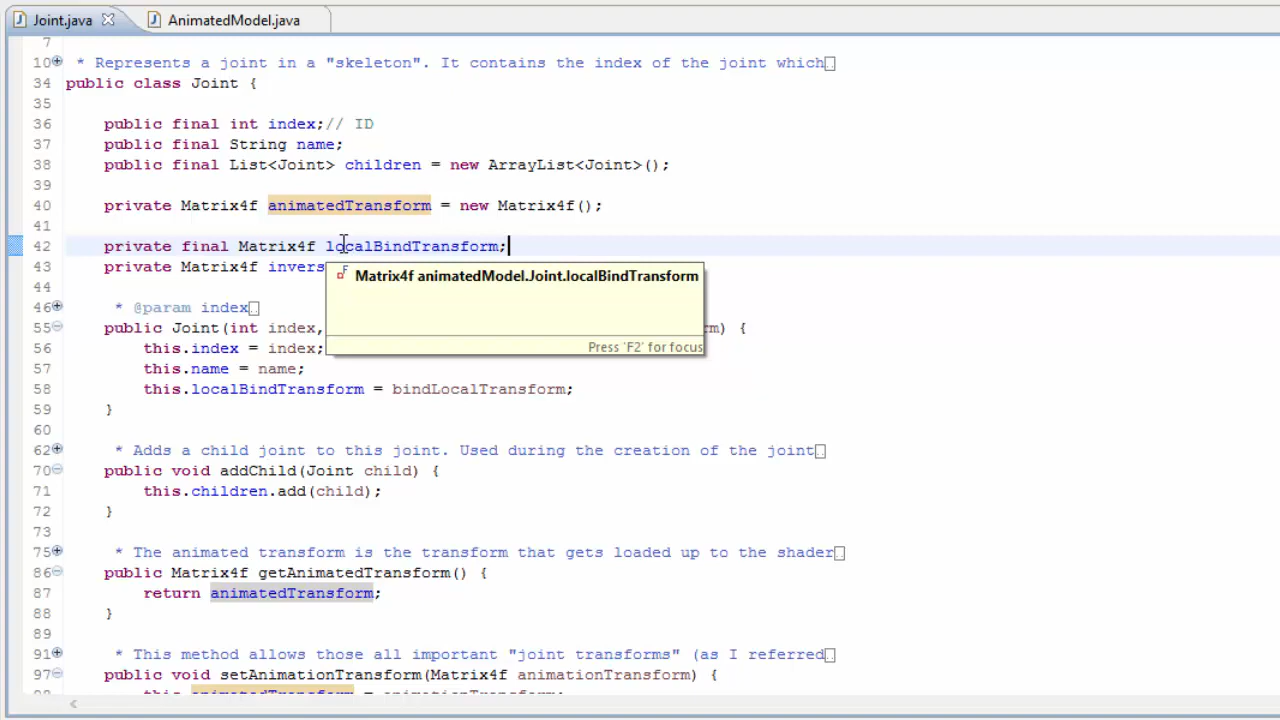 Joint.java AnimatedModel.java
7
10 * Represents a joint in a "skeleton". It contains the index of the joint which
34 public class Joint {
35
36 public final int index;// ID
37 public final String name;
38 public final List<Joint> children = new ArrayList<Joint>();
39
40 private Matrix4f animatedTransform = new Matrix4f();
41
42 private final Matrix4f localBindTransform;
43 private Matrix4f invers
Matrix4f animatedModel.Joint.localBindTransform
44
46 * @param index
55 public Joint(int index, m) {
Press 'F2' for focus
56 this.index = index;
57 this.name = name;
58 this.localBindTransform = bindLocalTransform;
59 }
60
62 * Adds a child joint to this joint. Used during the creation of the joint
70 public void addChild(Joint child) {
71 this.children.add(child);
72 }
73
75 * The animated transform is the transform that gets loaded up to the shader
86 public Matrix4f getAnimatedTransform() {
87 return animatedTransform;
88 }
89
91 * This method allows those all important "joint transforms" (as I referred
97 public void setAnimationTransform(Matrix4f animationTransform) {
98 this.animatedTransform = animationTransform;